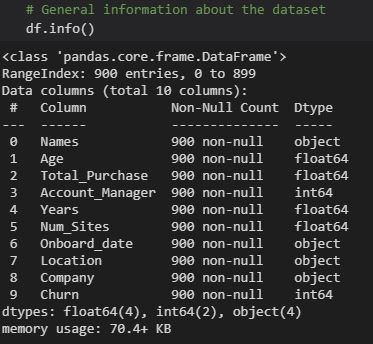 # General information about the dataset
df.info()
<class 'pandas.core.frame.DataFrame'>
RangeIndex: 900 entries, 0 to 899
Data columns (total 10 columns):
 #   Column           Non-Null Count  Dtype
---  ------           --------------  -----
 0   Names            900 non-null    object
 1   Age              900 non-null    float64
 2   Total_Purchase   900 non-null    float64
 3   Account_Manager  900 non-null    int64
 4   Years            900 non-null    float64
 5   Num_Sites        900 non-null    float64
 6   Onboard_date     900 non-null    object
 7   Location         900 non-null    object
 8   Company          900 non-null    object
 9   Churn            900 non-null    int64
dtypes: float64(4), int64(2), object(4)
memory usage: 70.4+ KB